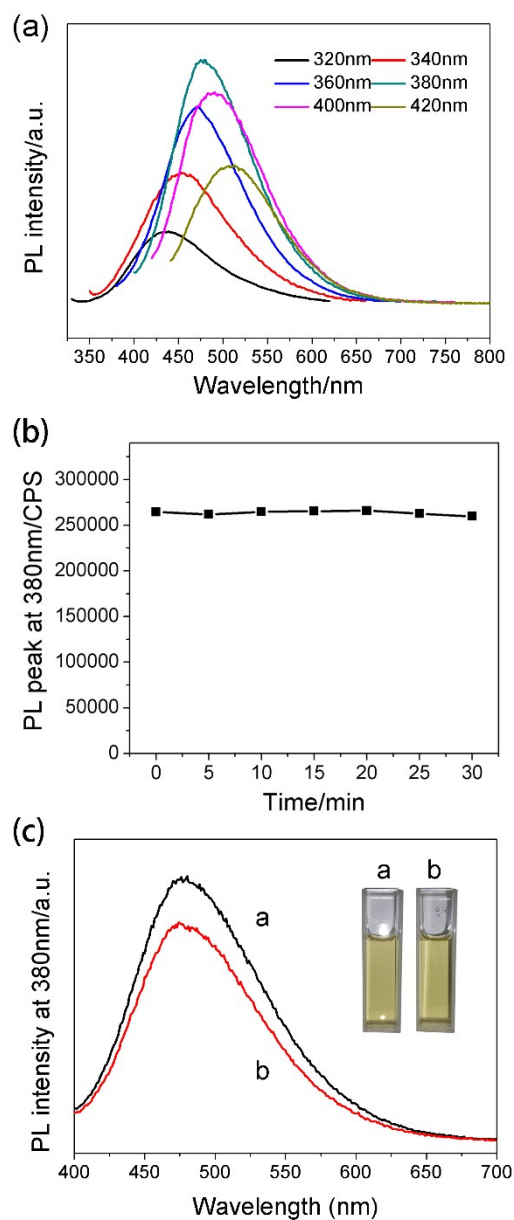 (a)
320nm 340nm
360nm 380nm
400nm 420nm
PL intensity/a.u.
350 400 450 500 550 600 650 700 750 800
Wavelength/nm
(b)
PL peak at 380nm/CPS
300000
250000
200000
150000
100000
50000
0
0 5 10 15 20 25 30
Time/min
(c)
PL intensity at 380nm/a.u.
a b
a
b
400 450 500 550 600 650 700
Wavelength (nm)